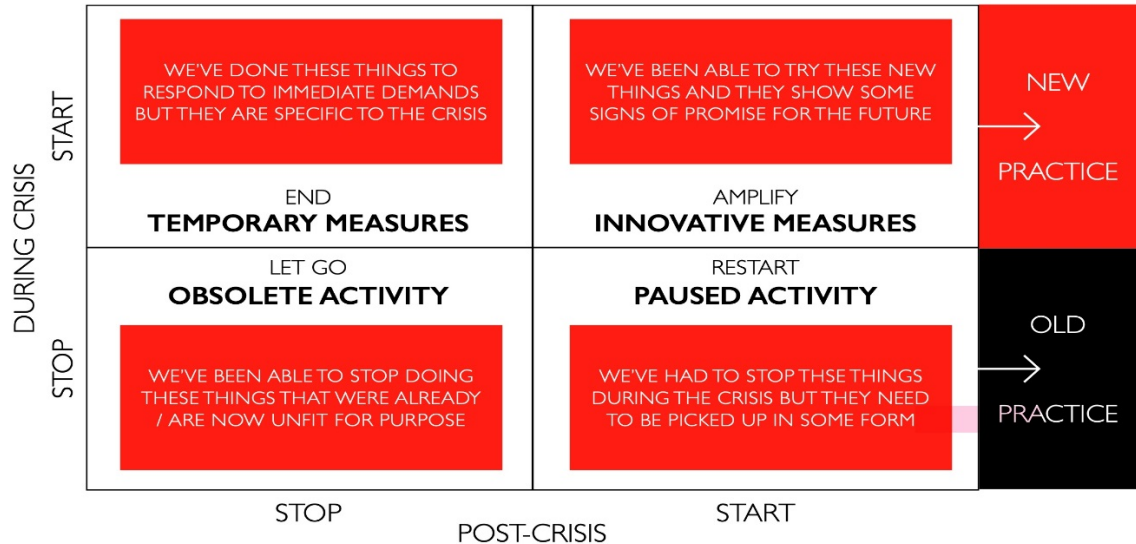 DURING CRISIS
START
WE'VE DONE THESE THINGS TO
RESPOND TO IMMEDIATE DEMANDS
BUT THEY ARE SPECIFIC TO THE CRISIS
END
TEMPORARY MEASURES
WE'VE BEEN ABLE TO TRY THESE NEW
THINGS AND THEY SHOW SOME
SIGNS OF PROMISE FOR THE FUTURE
AMPLIFY
INNOVATIVE MEASURES
NEW
PRACTICE
STOP
LET GO
OBSOLETE ACTIVITY
WE'VE BEEN ABLE TO STOP DOING
THESE THINGS THAT WERE ALREADY
/ ARE NOW UNFIT FOR PURPOSE
RESTART
PAUSED ACTIVITY
WE'VE HAD TO STOP THSE THINGS
DURING THE CRISIS BUT THEY NEED
TO BE PICKED UP IN SOME FORM
OLD
PRACTICE
STOP
START
POST-CRISIS